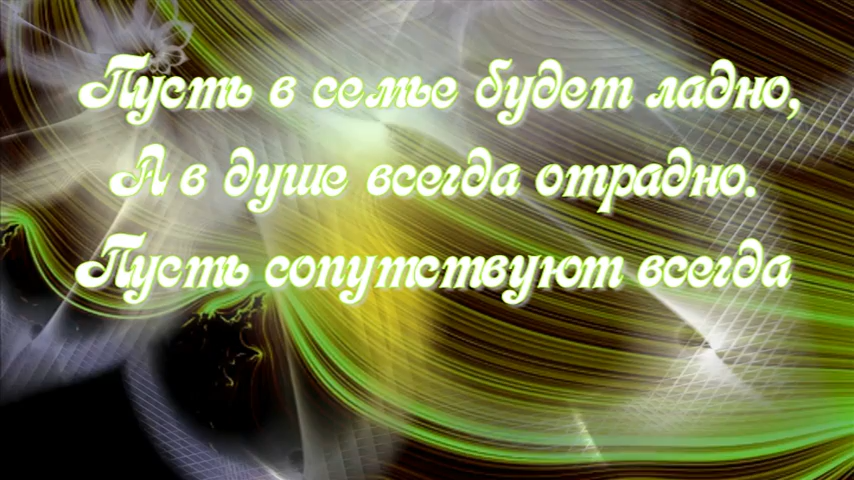 Пусть в семье будет ладно,
А в душе всегда отрадно.
Пусть сопутствуют всегда